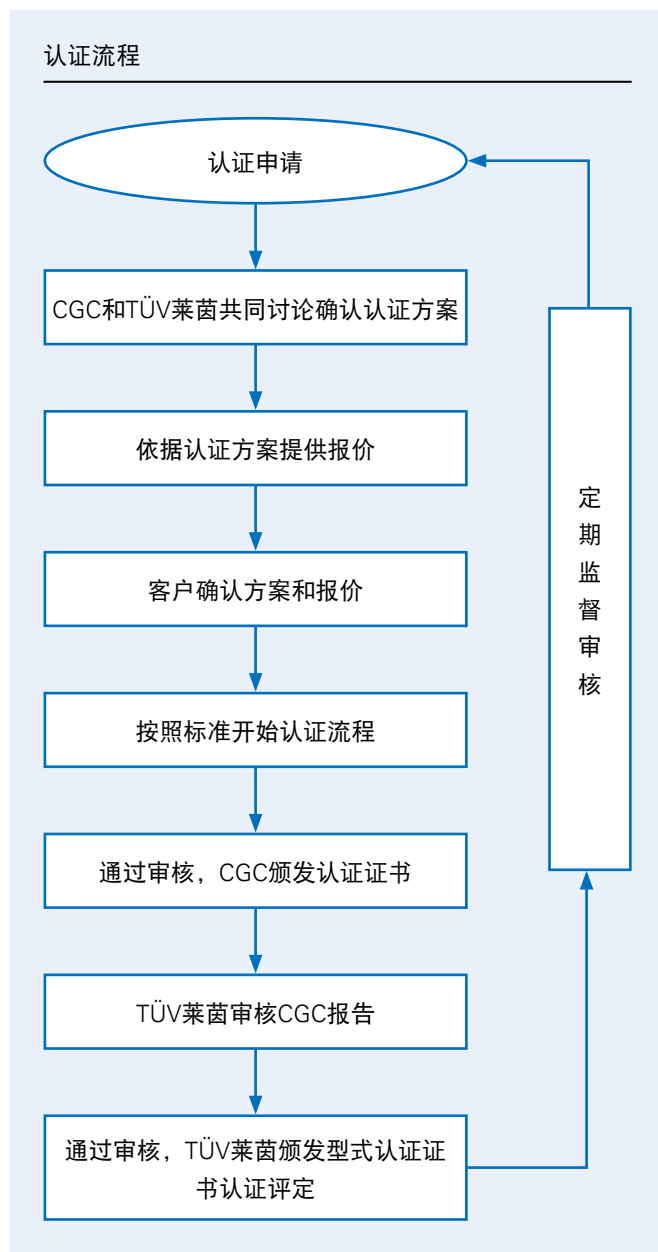 认证流程
认证申请
CGC和TÜV莱茵共同讨论确认认证方案
依据认证方案提供报价
客户确认方案和报价
按照标准开始认证流程
通过审核，CGC颁发认证证书
TÜV莱茵审核CGC报告
通过审核，TÜV莱茵颁发型式认证证
书认证评定
定
期
监
督
审
核